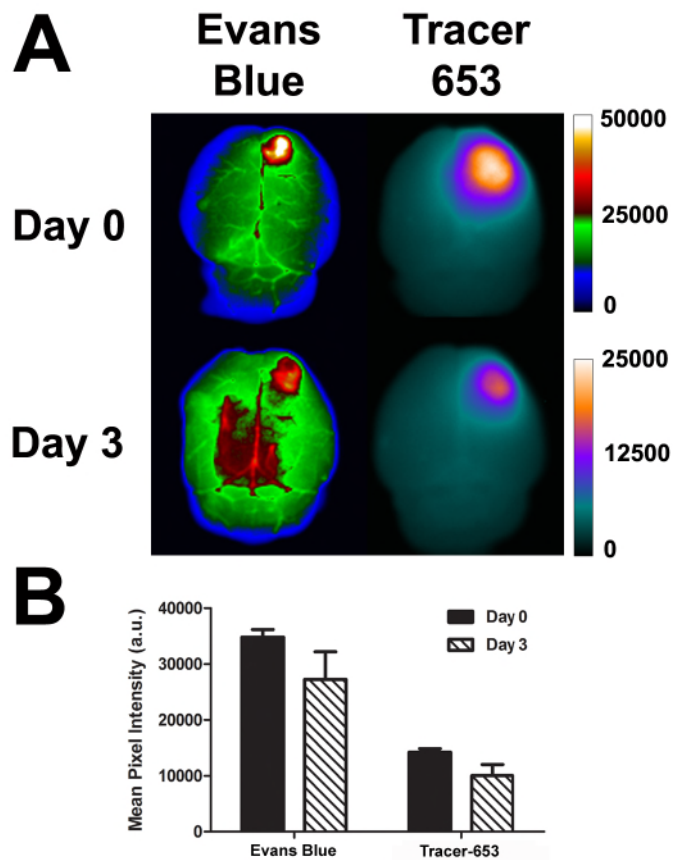 A
Evans Tracer
Blue 653
Day 0
50000
25000
0
Day 3
25000
12500
0
B
Mean Pixel Intensity (a.u.)
40000
30000
20000
10000
0
Day 0
Day 3
Evans Blue Tracer-653